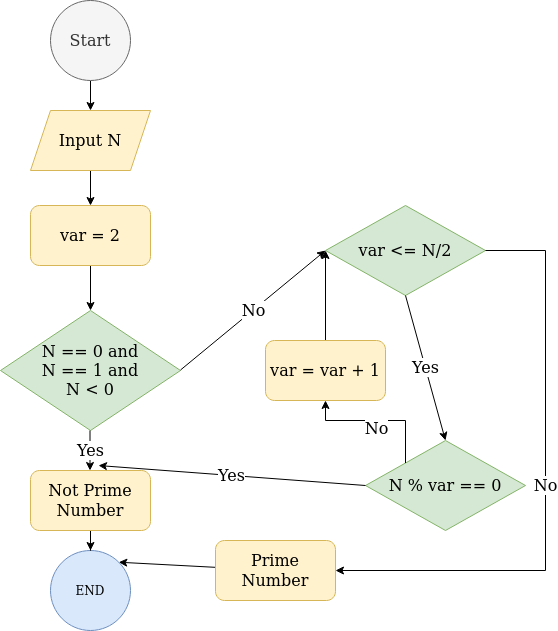 Start
Input N
var = 2
N == 0 and
N == 1 and
N < 0
No
var <= N/2
var = var + 1
Yes
No
Yes
Yes
N % var == 0
No
Not Prime
Number
Prime
Number
END